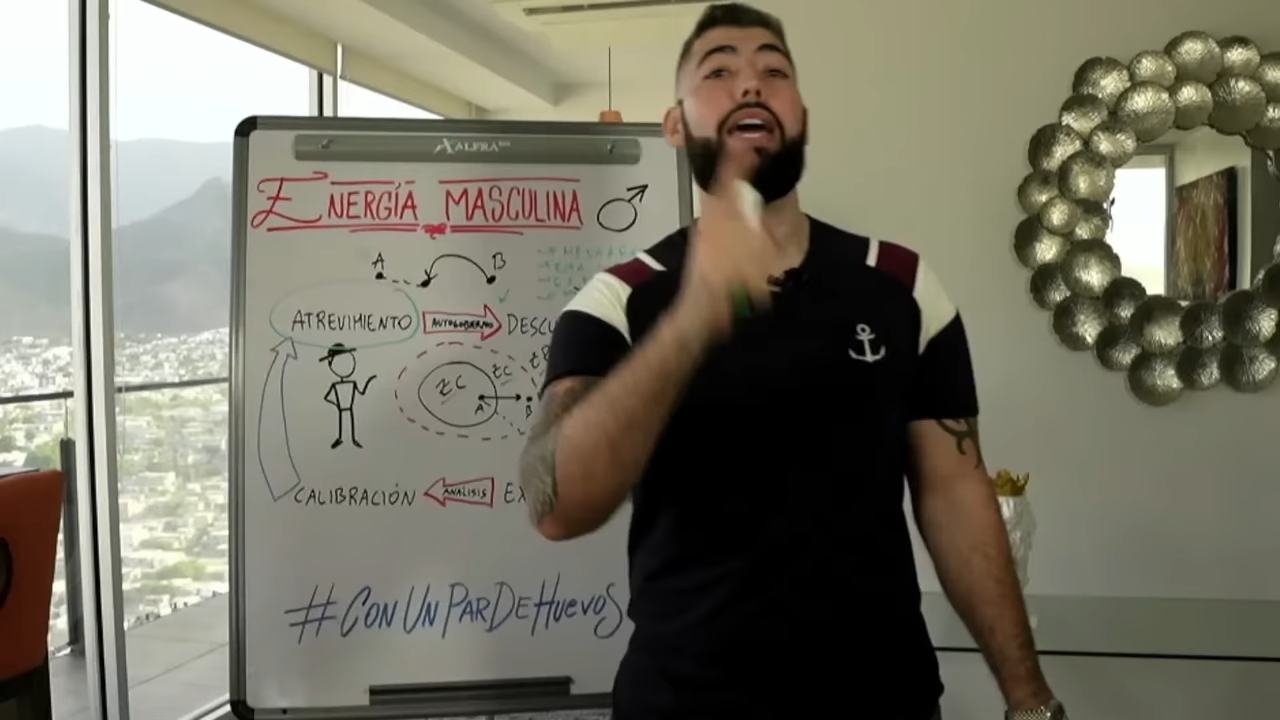 ALFRA
ENERGÍA MASCULINA
A B
ATREVIMIENTO AUTOGOBIERNO DESCU
ZC ZC
A B
CALIBRACIÓN ANÁLISIS EX
#CONUNPARDEHUEVOS